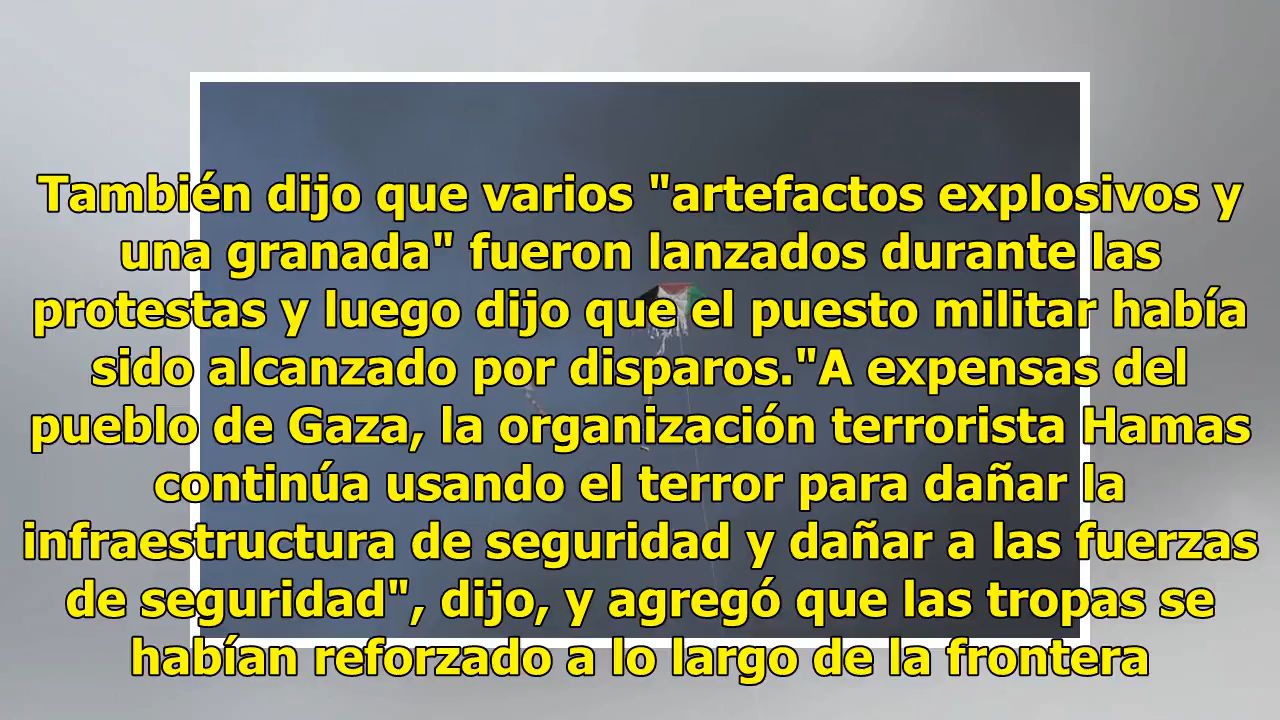 También dijo que varios "artefactos explosivos y
una granada" fueron lanzados durante las
protestas y luego dijo que el puesto militar había
sido alcanzado por disparos."A expensas del
pueblo de Gaza, la organización terrorista Hamas
continúa usando el terror para dañar la
infraestructura de seguridad y dañar a las fuerzas
de seguridad", dijo, y agregó que las tropas se
habían reforzado a lo largo de la frontera